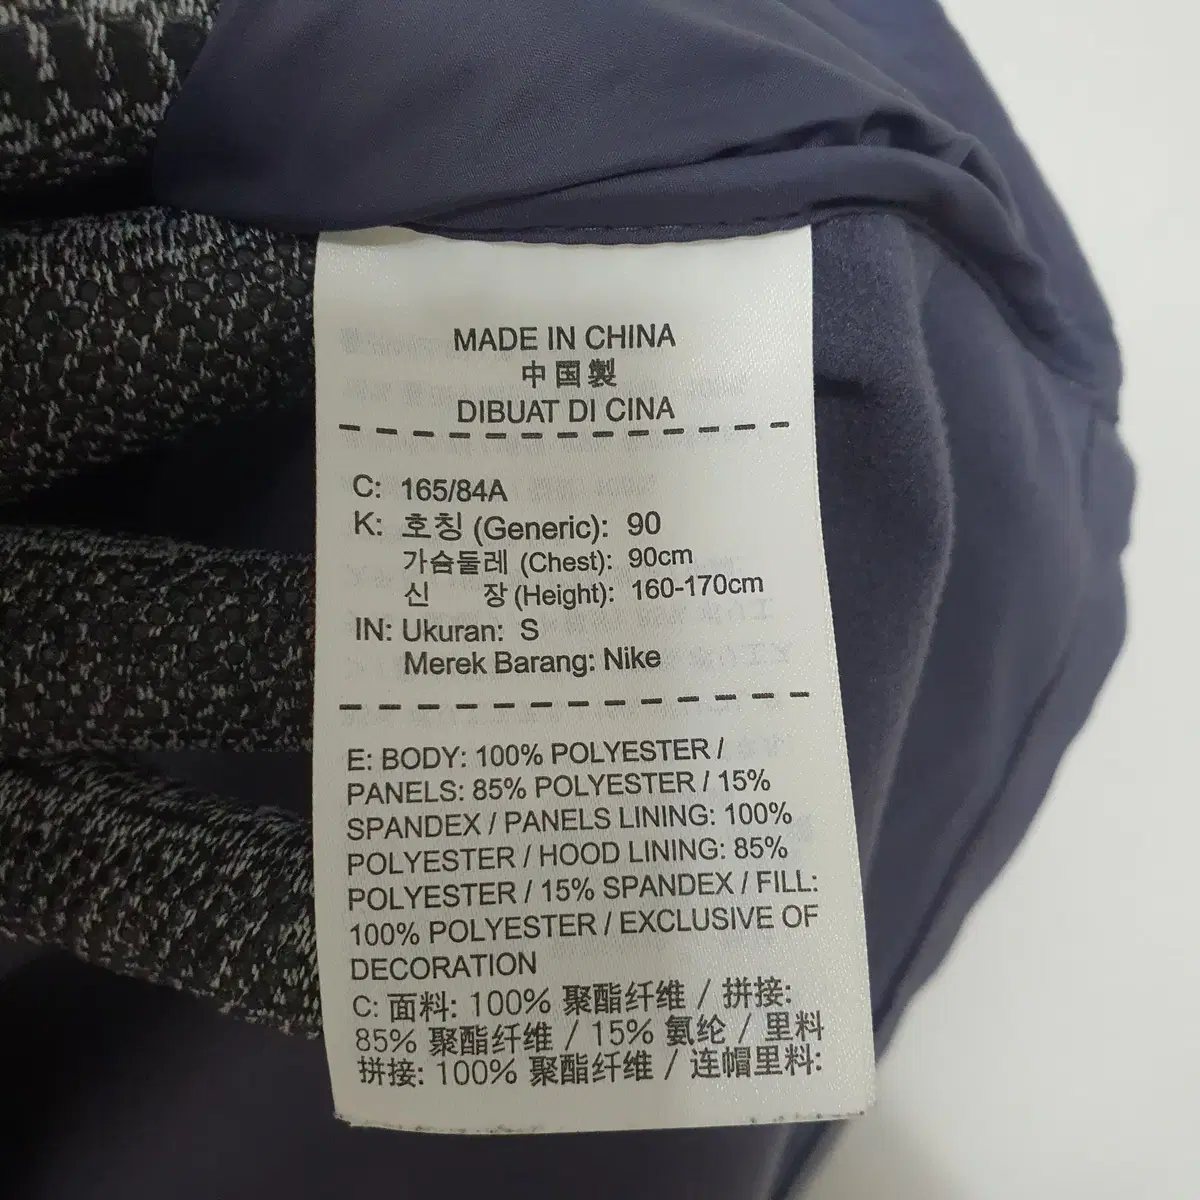 MADE IN CHINA
中国製
DIBUAT DI CINA
C: 165/84A
K: 호칭 (Generic): 90
가슴둘레 (Chest): 90cm
신 장 (Height): 160-170cm
IN: Ukuran: S
Merek Barang: Nike
E: BODY: 100% POLYESTER /
PANELS: 85% POLYESTER / 15%
SPANDEX / PANELS LINING: 100%
POLYESTER / HOOD LINING: 85%
POLYESTER / 15% SPANDEX / FILL:
100% POLYESTER / EXCLUSIVE OF
DECORATION
C: 面料: 100% 聚酯纤维 / 拼接:
85% 聚酯纤维 / 15% 氨纶 / 里料
拼接: 100% 聚酯纤维 / 连帽里料: